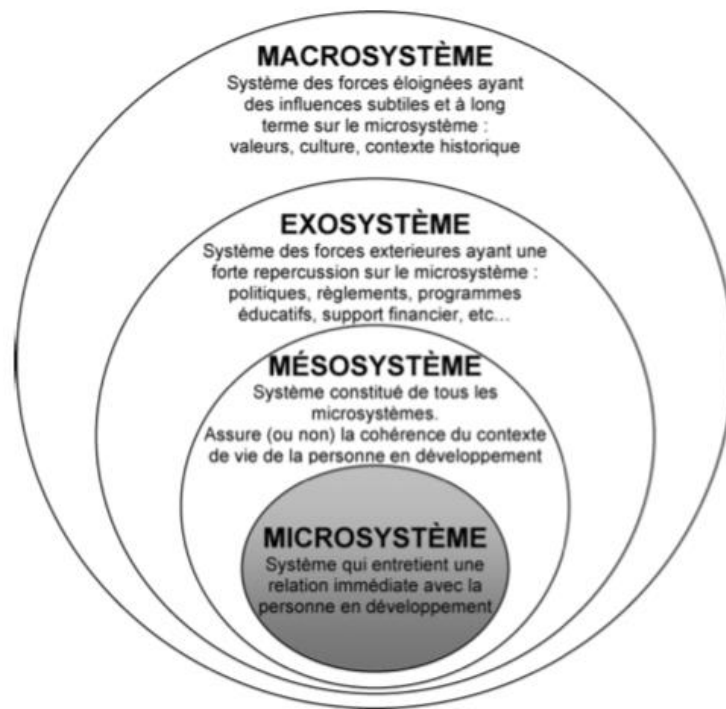 MACROSYSTÈME
Système des forces éloignées ayant
des influences subtiles et à long
terme sur le microsystème :
valeurs, culture, contexte historique
EXOSYSTÈME
Système des forces exterieures ayant une
forte repercussion sur le microsystème :
politiques, règlements, programmes
éducatifs, support financier, etc...
MÉSOSYSTÈME
Système constitué de tous les
microsystèmes.
Assure (ou non) la cohérence du contexte
de vie de la personne en développement
MICROSYSTÈME
Système qui entretient une
relation immédiate avec la
personne en développement